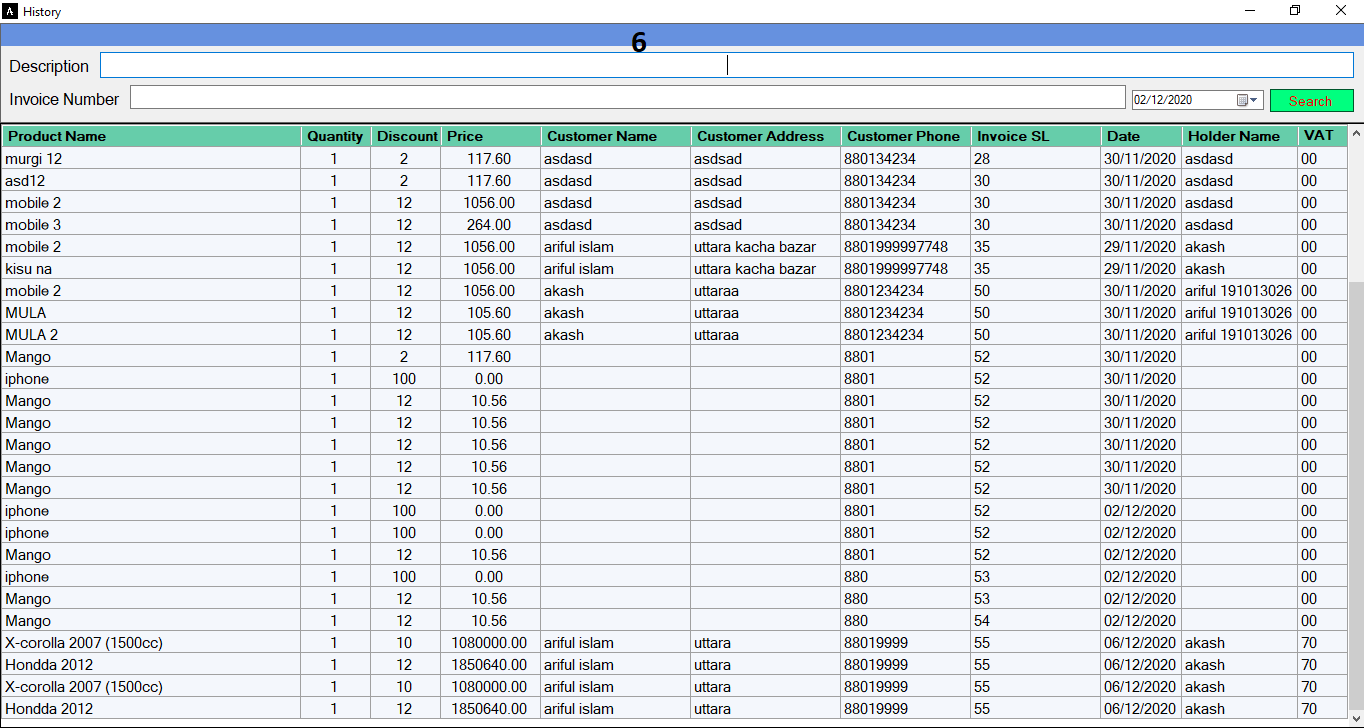 A History
6
Description
Invoice Number 02/12/2020 Search
Product Name Quantity Discount Price Customer Name Customer Address Customer Phone Invoice SL Date Holder Name VAT
murgi 12 1 2 117.60 asdasd asdsad 880134234 28 30/11/2020 asdasd 00
asd12 1 2 117.60 asdasd asdsad 880134234 30 30/11/2020 asdasd 00
mobile 2 1 12 1056.00 asdasd asdsad 880134234 30 30/11/2020 asdasd 00
mobile 3 1 12 264.00 asdasd asdsad 880134234 30 30/11/2020 asdasd 00
mobile 2 1 12 1056.00 ariful islam uttara kacha bazar 8801999997748 35 29/11/2020 akash 00
kisu na 1 12 1056.00 ariful islam uttara kacha bazar 8801999997748 35 29/11/2020 akash 00
mobile 2 1 12 1056.00 akash uttaraa 8801234234 50 30/11/2020 ariful 191013026 00
MULA 1 12 105.60 akash uttaraa 8801234234 50 30/11/2020 ariful 191013026 00
MULA 2 1 12 105.60 akash uttaraa 8801234234 50 30/11/2020 ariful 191013026 00
Mango 1 2 117.60 8801 52 30/11/2020 00
iphone 1 100 0.00 8801 52 30/11/2020 00
Mango 1 12 10.56 8801 52 30/11/2020 00
Mango 1 12 10.56 8801 52 30/11/2020 00
Mango 1 12 10.56 8801 52 30/11/2020 00
Mango 1 12 10.56 8801 52 30/11/2020 00
Mango 1 12 10.56 8801 52 30/11/2020 00
iphone 1 100 0.00 8801 52 02/12/2020 00
iphone 1 100 0.00 8801 52 02/12/2020 00
Mango 1 12 10.56 8801 52 02/12/2020 00
iphone 1 100 0.00 880 53 02/12/2020 00
Mango 1 12 10.56 880 53 02/12/2020 00
Mango 1 12 10.56 880 54 02/12/2020 00
X-corolla 2007 (1500cc) 1 10 1080000.00 ariful islam uttara 88019999 55 06/12/2020 akash 70
Hondda 2012 1 12 1850640.00 ariful islam uttara 88019999 55 06/12/2020 akash 70
X-corolla 2007 (1500cc) 1 10 1080000.00 ariful islam uttara 88019999 55 06/12/2020 akash 70
Hondda 2012 1 12 1850640.00 ariful islam uttara 88019999 55 06/12/2020 akash 70